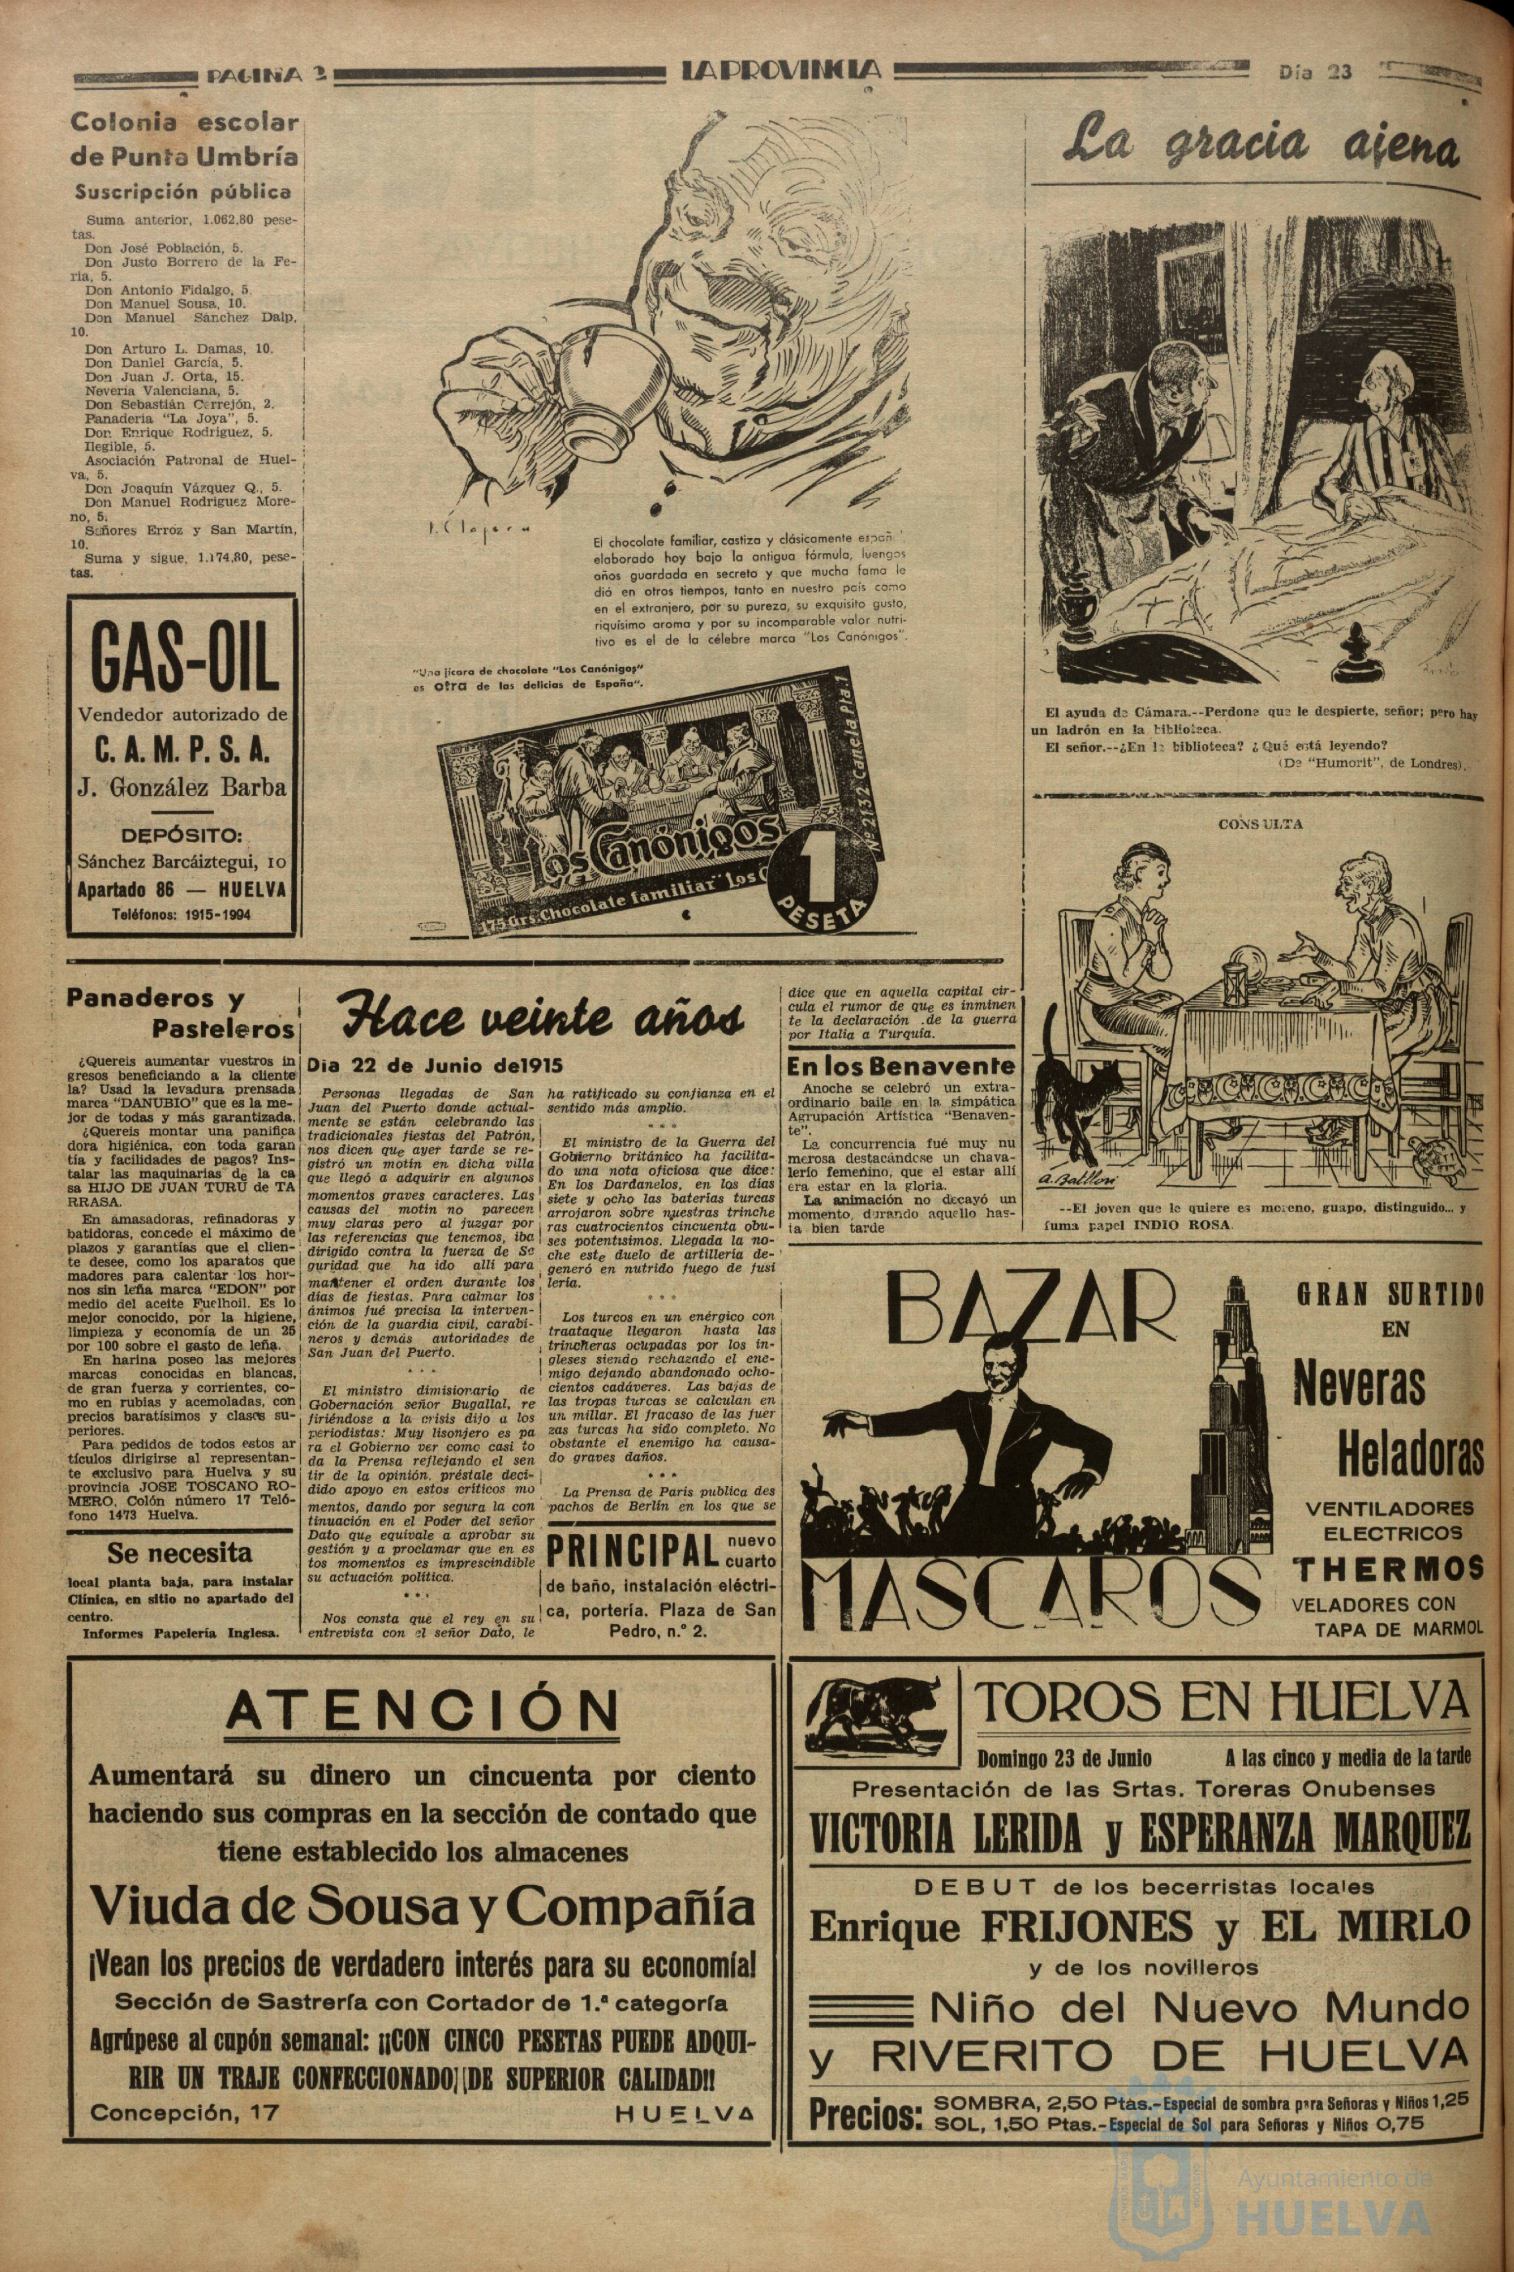 PAGINA 2
LA PROVINCIA
Día 23
Colonia escolar
de Punta Umbría
Suscripción pública
Suma anterior, 1.062,80 pese-
tas.
Don José Población, 5.
Don Justo Borrero de la Fe-
ria, 5.
Don Antonio Fidalgo, 5.
Don Manuel Sousa, 10.
Don Manuel Sánchez Dalp,
10.
Don Arturo L. Damas, 10.
Don Daniel García, 5.
Don Juan J. Orta, 15.
Nevería Valenciana, 5.
Don Sebastián Cerrejón, 2.
Panadería "La Joya", 5.
Don Enrique Rodríguez, 5.
Ilegible, 5.
Asociación Patronal de Huel-
va, 5.
Don Joaquín Vázquez Q., 5.
Don Manuel Rodríguez More-
no, 5.
Señores Erroz y San Martín,
10.
Suma y sigue, 1.174,80, pese-
tas.
GAS-OIL
Vendedor autorizado de
C. A. M. P. S. A.
J. González Barba
DEPÓSITO:
Sánchez Barcáiztegui, 10
Apartado 86 — HUELVA
Teléfonos: 1915-1994
El chocolate familiar, castiza y clásicamente españ
elaborado hoy bajo la antigua fórmula, luengos
años guardada en secreto y que mucha fama le
dió en otros tiempos, tanto en nuestro país como
en el extranjero, por su pureza, su exquisito gusto,
riquísimo aroma y por su incomparable valor nutri-
tivo es el de la célebre marca "Los Canónigos".
"Una jícara de chocolate "Los Canónigos"
es otra de las delicias de España".
Los Canónigos
175 grs. Chocolate familiar "Los C
Nº 2132 Canela Pta. 1
1
PESETA
La gracia ajena
El ayuda de Cámara.--Perdone que le despierte, señor; pero hay
un ladrón en la biblioteca.
El señor.--¿En la biblioteca? ¿Qué está leyendo?
(De "Humorit", de Londres).
CONSULTA
--El joven que le quiere es moreno, guapo, distinguido... y
fuma papel INDIO ROSA.
Panaderos y
Pasteleros
¿Quereis aumentar vuestros in
gresos beneficiando a la cliente
la? Usad la levadura prensada
marca "DANUBIO" que es la me-
jor de todas y más garantizada.
¿Quereis montar una panifica
dora higiénica, con toda garan
tía y facilidades de pagos? Ins-
talar las maquinarias de la ca
sa HIJO DE JUAN TURU de TA
RRASA.
En amasadoras, refinadoras y
batidoras, concede el máximo de
plazos y garantías que el clien-
te desee, como los aparatos que
madores para calentar los hor-
nos sin leña marca "EDON" por
medio del aceite Fuelhoil. Es lo
mejor conocido, por la higiene,
limpieza y economía de un 25
por 100 sobre el gasto de leña.
En harina poseo las mejores
marcas conocidas en blancas,
de gran fuerza y corrientes, co-
mo en rubias y acemoladas, con
precios baratísimos y clases su-
periores.
Para pedidos de todos estos ar
tículos dirigirse al representan-
te exclusivo para Huelva y su
provincia JOSE TOSCANO RO-
MERO, Colón número 17 Telé-
fono 1473 Huelva.
Se necesita
local planta baja, para instalar
Clínica, en sitio no apartado del
centro.
Informes Papelería Inglesa.
Hace veinte años
Dia 22 de Junio de1915
Personas llegadas de San
Juan del Puerto donde actual-
mente se están celebrando las
tradicionales fiestas del Patrón,
nos dicen que ayer tarde se re-
gistró un motín en dicha villa
que llegó a adquirir en algunos
momentos graves caracteres. Las
causas del motín no parecen
muy claras pero al juzgar por
las referencias que tenemos, iba
dirigido contra la fuerza de Se
guridad que ha ido allí para
mantener el orden durante los
días de fiestas. Para calmar los
ánimos fué precisa la interven-
ción de la guardia civil, carabi-
neros y demás autoridades de
San Juan del Puerto.
* * *
El ministro dimisionario de
Gobernación señor Bugallal, re
firiéndose a la crisis dijo a los
periodistas: Muy lisonjero es pa
ra el Gobierno ver como casi to
da la Prensa reflejando el sen
tir de la opinión, préstale deci-
dido apoyo en estos críticos mo
mentos, dando por segura la con
tinuación en el Poder del señor
Dato que equivale a aprobar su
gestión y a proclamar que en es
tos momentos es imprescindible
su actuación política.
* * *
Nos consta que el rey en su
entrevista con el señor Dato, le
ha ratificado su confianza en el
sentido más amplio.
* * *
El ministro de la Guerra del
Gobierno británico ha facilita-
do una nota oficiosa que dice:
En los Dardanelos, en los días
siete y ocho las baterías turcas
arrojaron sobre nuestras trinche
ras cuatrocientos cincuenta obu-
ses potentísimos. Llegada la no-
che este duelo de artillería de-
generó en nutrido fuego de fusi
lería.
* * *
Los turcos en un enérgico con
traataque llegaron hasta las
trincheras ocupadas por los in-
gleses siendo rechazado el ene-
migo dejando abandonado ocho-
cientos cadáveres. Las bajas de
las tropas turcas se calculan en
un millar. El fracaso de las fuer
zas turcas ha sido completo. No
obstante el enemigo ha causa-
do graves daños.
* * *
La Prensa de París publica des
pachos de Berlín en los que se
PRINCIPAL nuevo
cuarto
de baño, instalación eléctri-
ca, portería. Plaza de San
Pedro, n.º 2.
dice que en aquella capital cir-
cula el rumor de que es inminen
te la declaración de la guerra
por Italia a Turquía.
En los Benavente
Anoche se celebró un extra-
ordinario baile en la simpática
Agrupación Artística "Benaven-
te".
La concurrencia fué muy nu
merosa destacándose un chava-
lerío femenino, que el estar allí
era estar en la gloria.
La animación no decayó un
momento, durando aquello has-
ta bien tarde
BAZAR
MASCAROS
GRAN SURTIDO
EN
Neveras
Heladoras
VENTILADORES
ELECTRICOS
THERMOS
VELADORES CON
TAPA DE MARMOL
ATENCIÓN
Aumentará su dinero un cincuenta por ciento
haciendo sus compras en la sección de contado que
tiene establecido los almacenes
Viuda de Sousa y Compañía
¡Vean los precios de verdadero interés para su economía!
Sección de Sastrería con Cortador de 1.ª categoría
Agrúpese al cupón semanal: ¡¡CON CINCO PESETAS PUEDE ADQUI-
RIR UN TRAJE CONFECCIONADO¡¡DE SUPERIOR CALIDAD!!
Concepción, 17
HUELVA
TOROS EN HUELVA
Domingo 23 de Junio
A las cinco y media de la tarde
Presentación de las Srtas. Toreras Onubenses
VICTORIA LERIDA y ESPERANZA MARQUEZ
DEBUT de los becerristas locales
Enrique FRIJONES y EL MIRLO
y de los novilleros
Niño del Nuevo Mundo
y RIVERITO DE HUELVA
Precios: SOMBRA, 2,50 Ptas.-Especial de sombra para Señoras y Niños 1,25
SOL, 1,50 Ptas.-Especial de Sol para Señoras y Niños 0,75
Ayuntamiento de
HUELVA